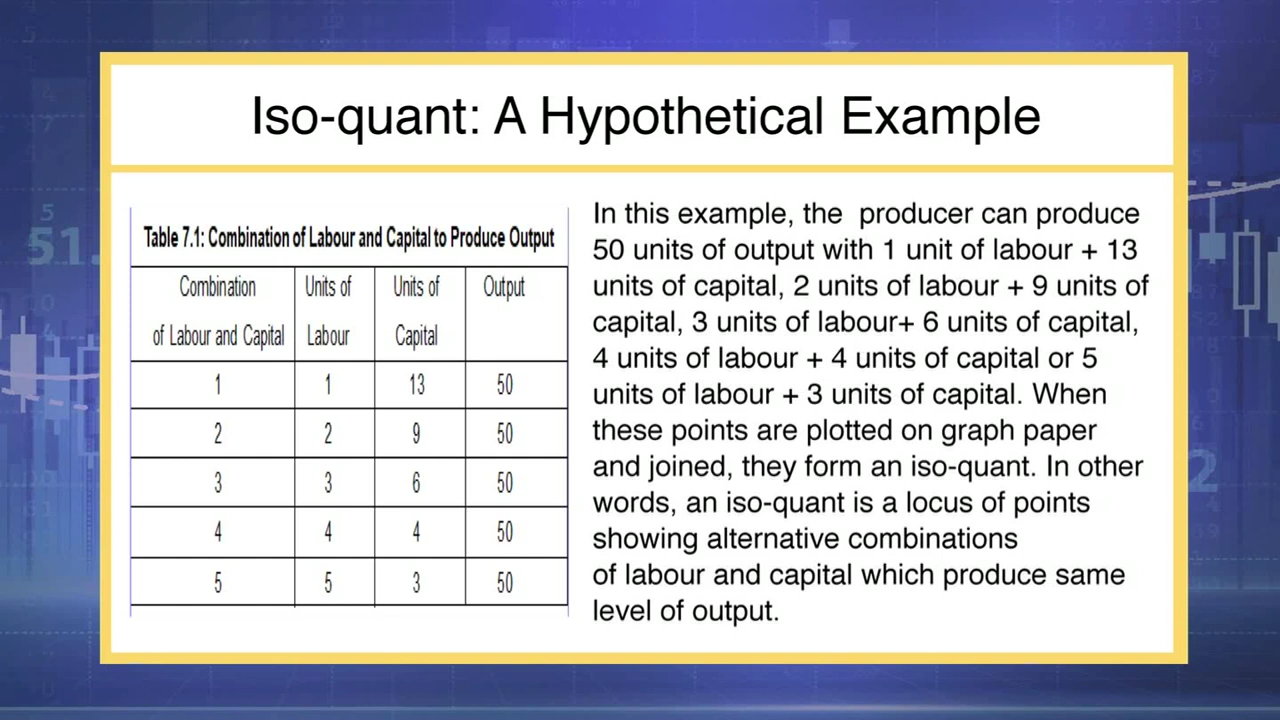 Iso-quant: A Hypothetical Example
Table 7.1: Combination of Labour and Capital to Produce Output
Combination of Labour and Capital Units of Labour Units of Capital Output
1 1 13 50
2 2 9 50
3 3 6 50
4 4 4 50
5 5 3 50
In this example, the producer can produce
50 units of output with 1 unit of labour + 13
units of capital, 2 units of labour + 9 units of
capital, 3 units of labour+ 6 units of capital,
4 units of labour + 4 units of capital or 5
units of labour + 3 units of capital. When
these points are plotted on graph paper
and joined, they form an iso-quant. In other
words, an iso-quant is a locus of points
showing alternative combinations
of labour and capital which produce same
level of output.
5
51.
2